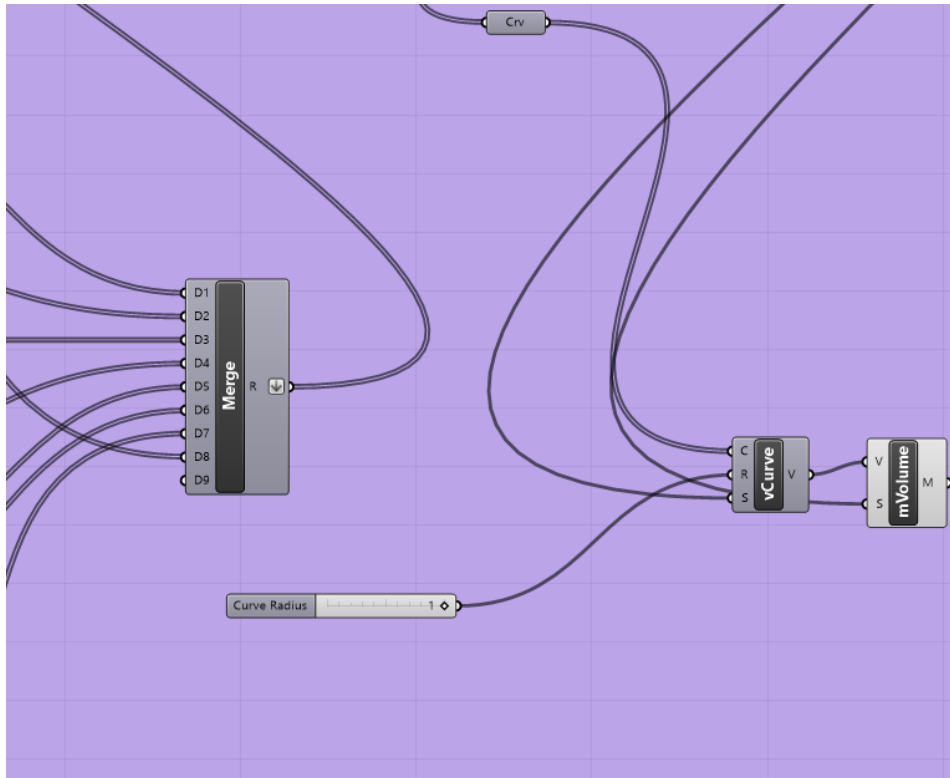 Crv
D1
D2
D3
D4
D5
D6
D7
D8
D9
Merge
R
C
R
S
vCurve
V
V
S
mVolume
M
Curve Radius
1